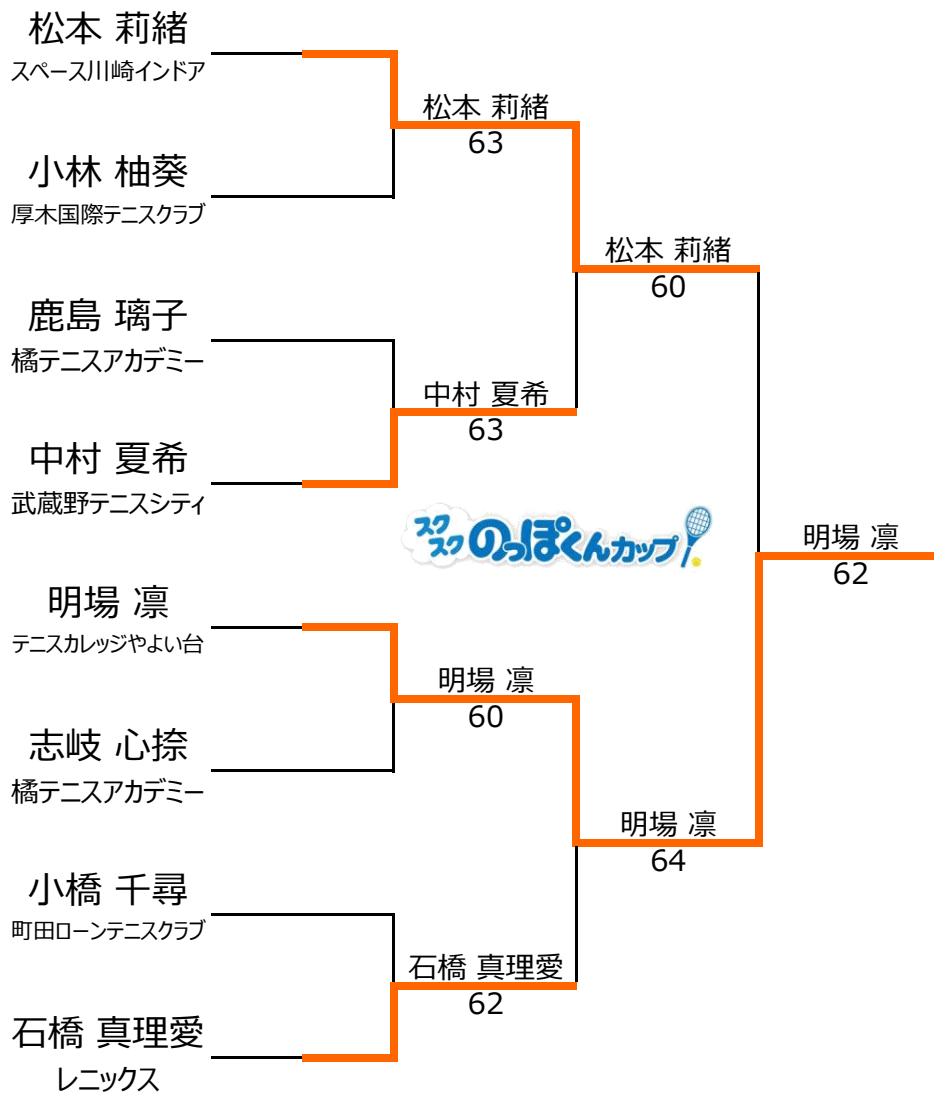 松本 莉緒
スペース川崎インドア
松本 莉緒
63
小林 柚葵
厚木国際テニスクラブ
松本 莉緒
60
鹿島 璃子
橘テニスアカデミー
中村 夏希
63
中村 夏希
武蔵野テニスシティ
スクスク のっぽくんカップ
明場 凛
62
明場 凛
テニスカレッジやよい台
明場 凛
60
志岐 心捺
橘テニスアカデミー
明場 凛
64
小橋 千尋
町田ローンテニスクラブ
石橋 真理愛
62
石橋 真理愛
レニックス